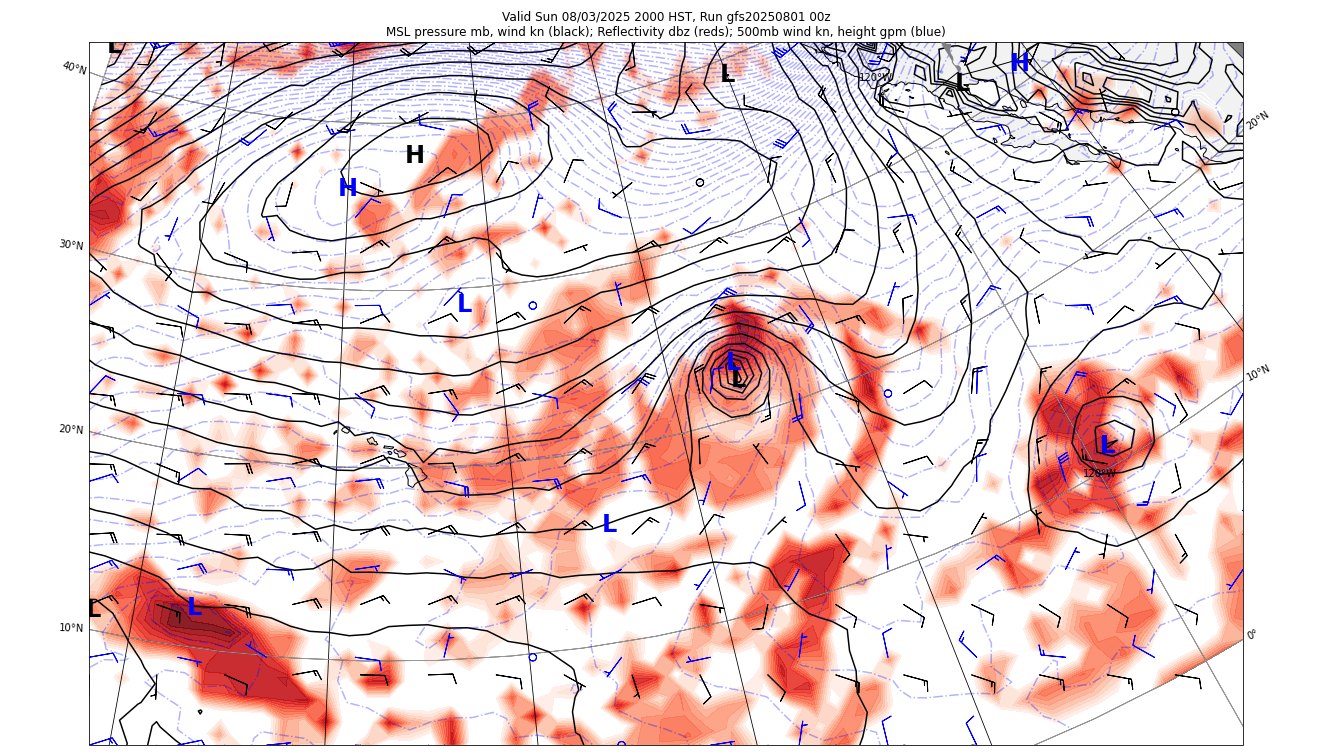 Valid Sun 08/03/2025 2000 HST, Run gfs20250801 00z
MSL pressure mb, wind kn (black); Reflectivity dbz (reds); 500mb wind kn, height gpm (blue)
L
H
40°N
L
120°W
L
20°N
H
H
30°N
L
L
L
10°N
20°N
L
120°W
L
L
L
10°N
0°